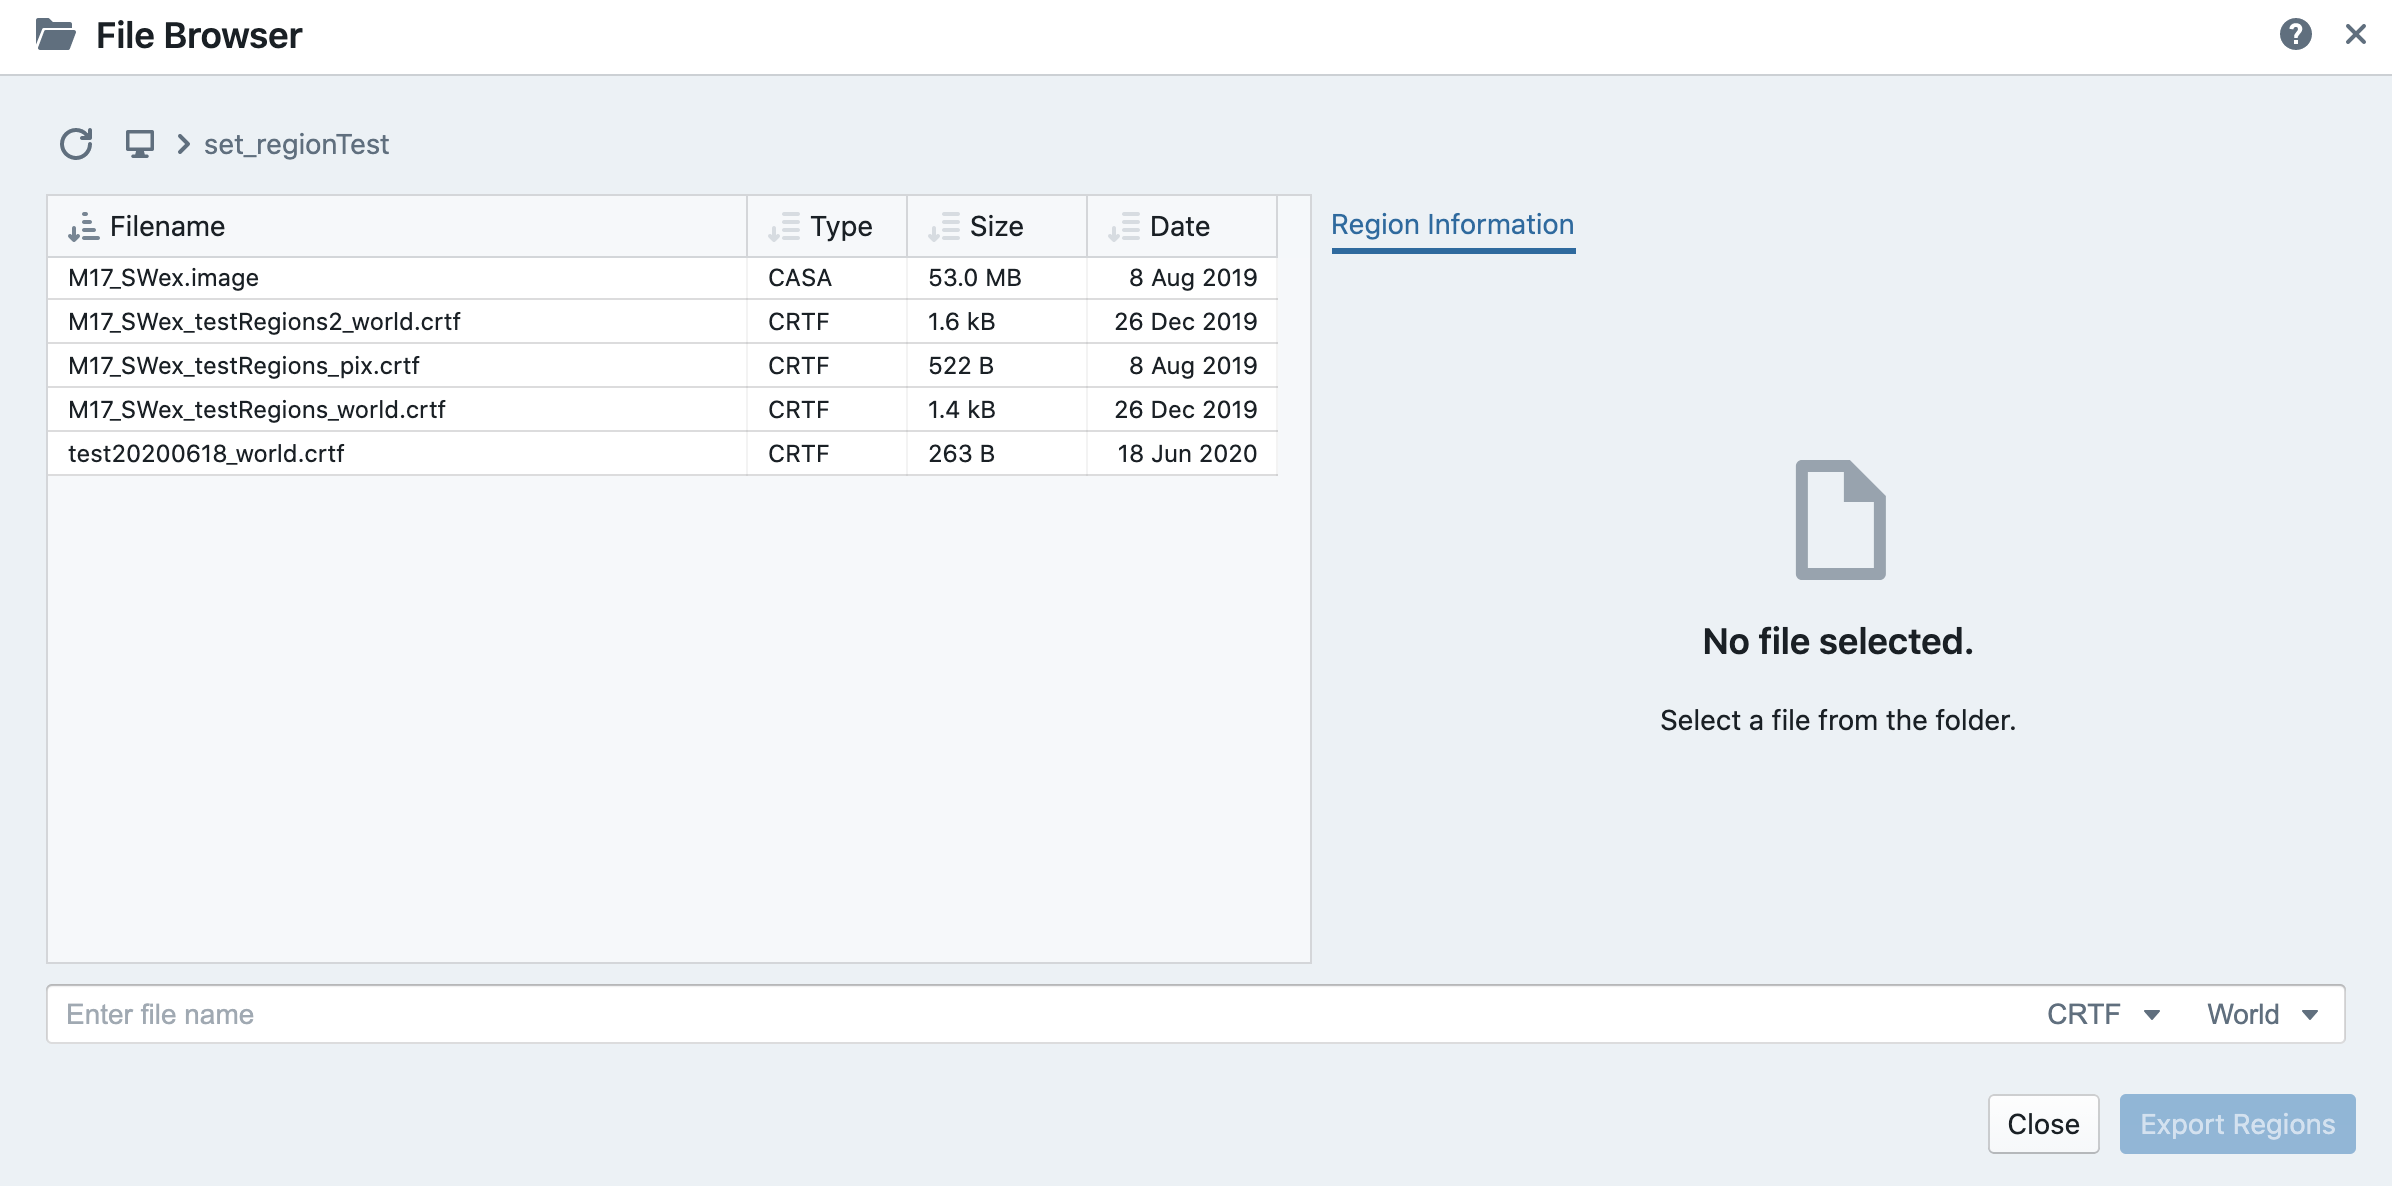 File Browser
set_regionTest
Filename Type Size Date
M17_SWex.image CASA 53.0 MB 8 Aug 2019
M17_SWex_testRegions2_world.crtf CRTF 1.6 kB 26 Dec 2019
M17_SWex_testRegions_pix.crtf CRTF 522 B 8 Aug 2019
M17_SWex_testRegions_world.crtf CRTF 1.4 kB 26 Dec 2019
test20200618_world.crtf CRTF 263 B 18 Jun 2020
Region Information
No file selected.
Select a file from the folder.
Enter file name CRTF World
Close Export Regions